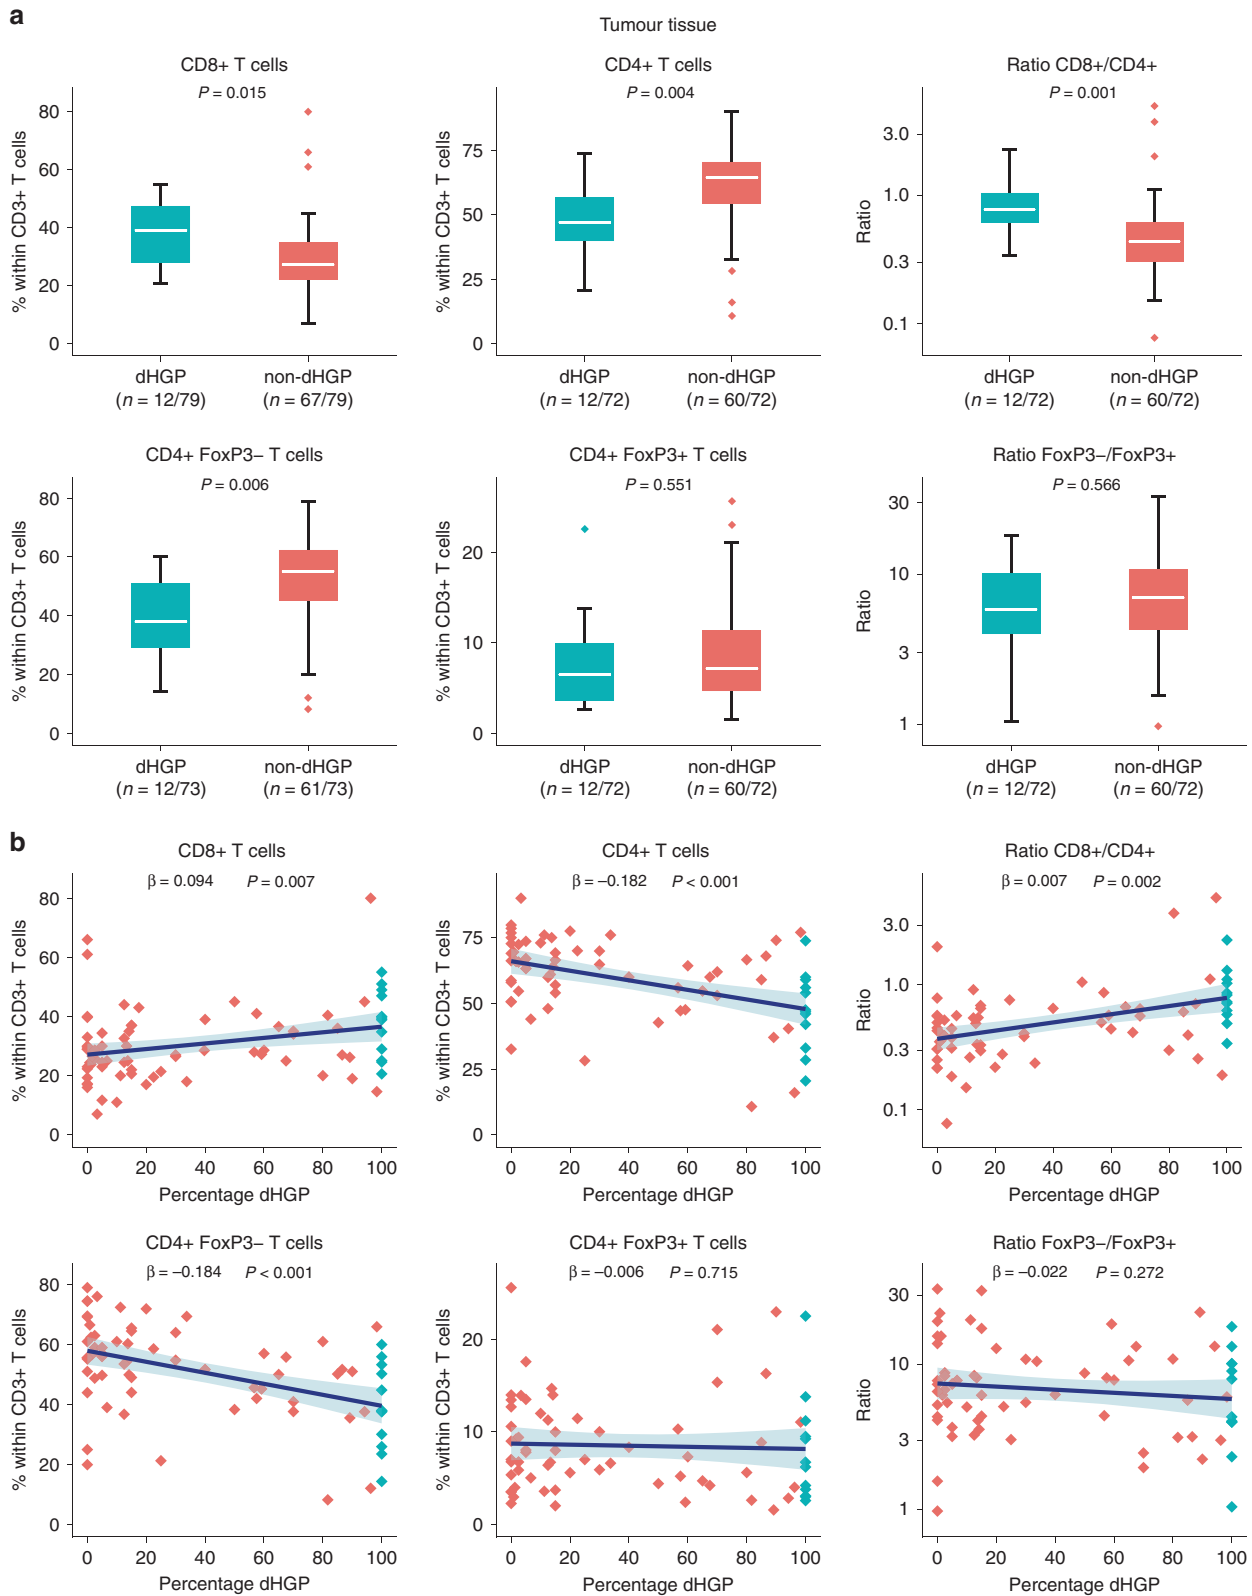 a
Tumour tissue
CD8+ T cells
P = 0.015
% within CD3+ T cells
80
60
40
20
0
dHGP
(n = 12/79)
non-dHGP
(n = 67/79)
CD4+ T cells
P = 0.004
% within CD3+ T cells
75
50
25
0
dHGP
(n = 12/72)
non-dHGP
(n = 60/72)
Ratio CD8+/CD4+
P = 0.001
Ratio
3.0
1.0
0.3
0.1
dHGP
(n = 12/72)
non-dHGP
(n = 60/72)
CD4+ FoxP3− T cells
P = 0.006
% within CD3+ T cells
80
60
40
20
0
dHGP
(n = 12/73)
non-dHGP
(n = 61/73)
CD4+ FoxP3+ T cells
P = 0.551
% within CD3+ T cells
20
10
0
dHGP
(n = 12/72)
non-dHGP
(n = 60/72)
Ratio FoxP3−/FoxP3+
P = 0.566
Ratio
30
10
3
1
dHGP
(n = 12/72)
non-dHGP
(n = 60/72)
b
CD8+ T cells
β = 0.094 P = 0.007
% within CD3+ T cells
80
60
40
20
0
0 20 40 60 80 100
Percentage dHGP
CD4+ T cells
β = −0.182 P < 0.001
% within CD3+ T cells
75
50
25
0
0 20 40 60 80 100
Percentage dHGP
Ratio CD8+/CD4+
β = 0.007 P = 0.002
Ratio
3.0
1.0
0.3
0.1
0 20 40 60 80 100
Percentage dHGP
CD4+ FoxP3− T cells
β = −0.184 P < 0.001
% within CD3+ T cells
80
60
40
20
0
0 20 40 60 80 100
Percentage dHGP
CD4+ FoxP3+ T cells
β = −0.006 P = 0.715
% within CD3+ T cells
20
10
0
0 20 40 60 80 100
Percentage dHGP
Ratio FoxP3−/FoxP3+
β = −0.022 P = 0.272
Ratio
30
10
3
1
0 20 40 60 80 100
Percentage dHGP